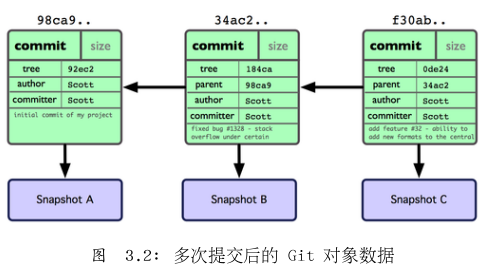 98ca9..
34ac2..
f30ab..
commit size
tree 92ec2
author Scott
committer Scott
initial commit of my project
commit size
tree 184ca
parent 98ca9
author Scott
committer Scott
fixed bug #1328 - stack
overflow under certain
commit size
tree 0de24
parent 34ac2
author Scott
committer Scott
add feature #32 - ability to
add new formats to the central
Snapshot A
Snapshot B
Snapshot C
图 3.2: 多次提交后的 Git 对象数据